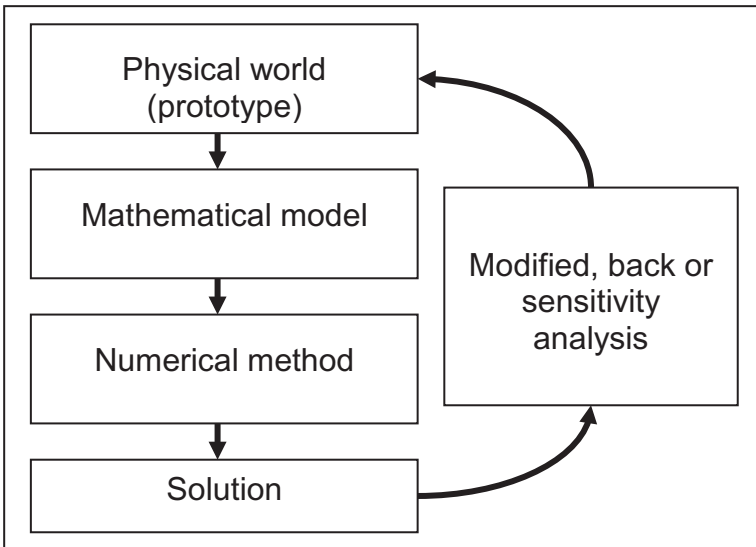 Physical world
(prototype)
Mathematical model
Numerical method
Solution
Modified, back or
sensitivity
analysis